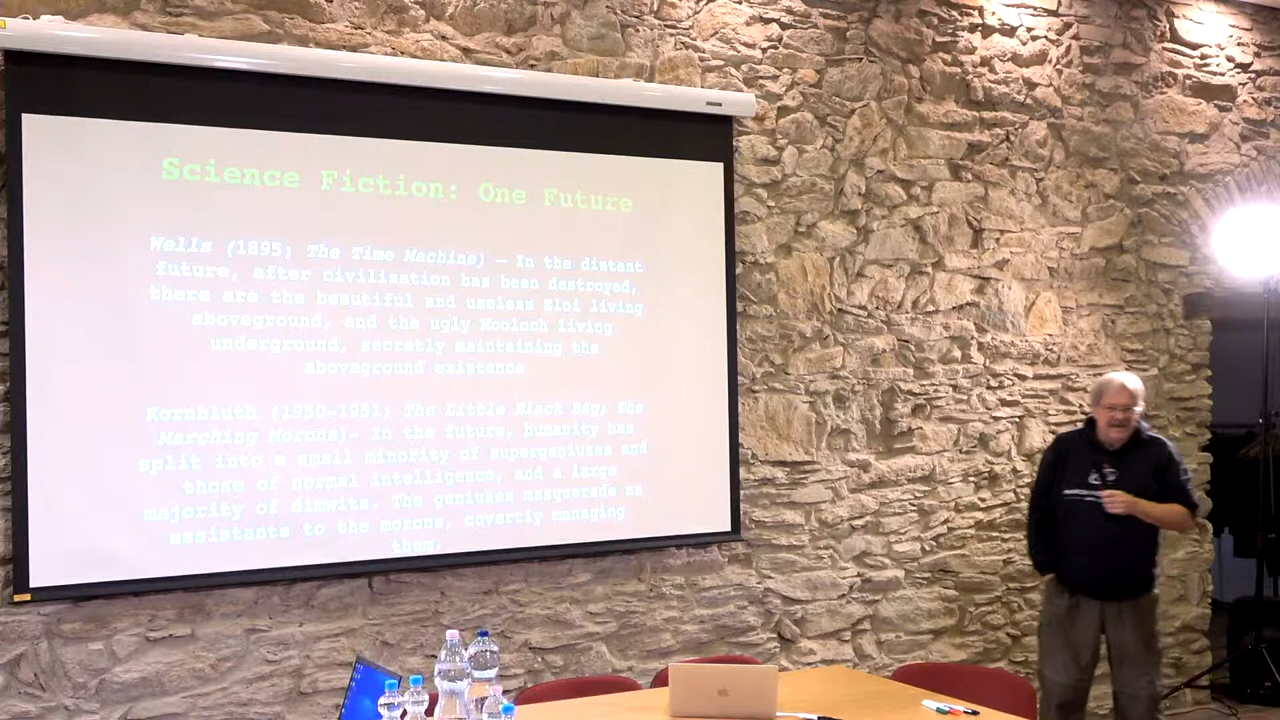 Science Fiction: One Future
Wells (1895; The Time Machine) — In the distant
future, after civilization has been destroyed,
there are the beautiful and useless Eloi living
aboveground, and the ugly Mooloch living
underground, secretly maintaining the
aboveground existence
Kornbluth (1950-1951; The Little Black Bag; The
Marching Morons)- In the future, humanity has
split into a small minority of supergeniuses and
those of normal intelligence, and a large
majority of dimwits. The geniuses masquerade as
assistants to the morons, covertly managing
them.